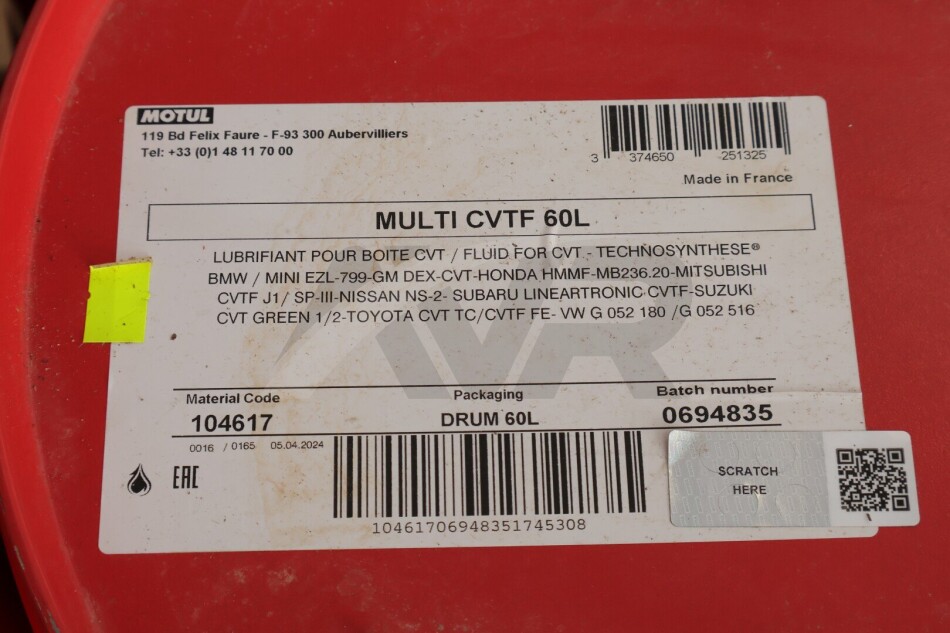 MOTUL
119 Bd Felix Faure - F-93 300 Aubervilliers
Tel: +33 (0)1 48 11 70 00
3 374650 251325
Made in France
MULTI CVTF 60L
LUBRIFIANT POUR BOITE CVT / FLUID FOR CVT - TECHNOSYNTHESE®
BMW / MINI EZL-799-GM DEX-CVT-HONDA HMMF-MB236.20-MITSUBISHI
CVTF J1/ SP-III-NISSAN NS-2- SUBARU LINEARTRONIC CVTF-SUZUKI
CVT GREEN 1/2-TOYOTA CVT TC/CVTF FE- VW G 052 180 /G 052 516
KVR
Material Code Packaging Batch number
104617 DRUM 60L 0694835
0016 / 0165 05.04.2024
EAC
SCRATCH
HERE
10461706948351745308